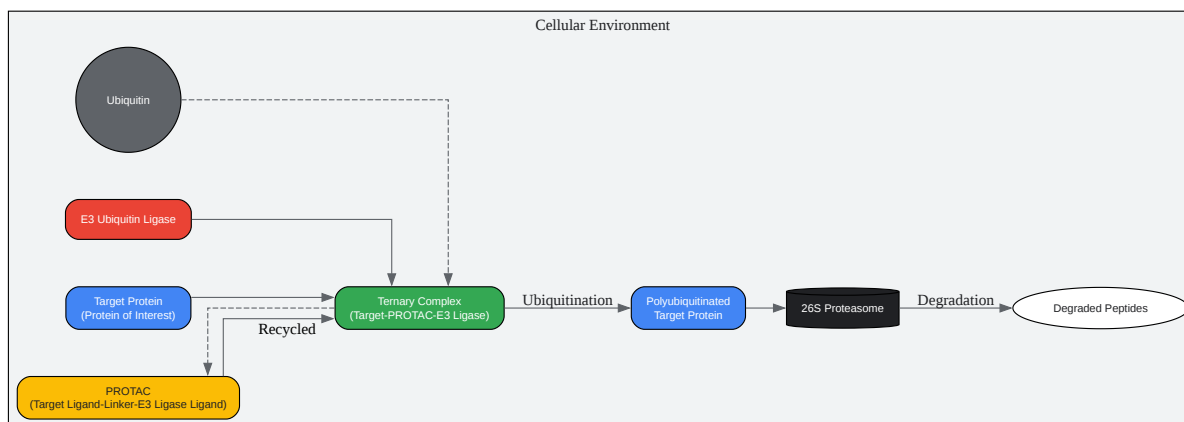 Cellular Environment
Ubiquitin
E3 Ubiquitin Ligase
Target Protein
(Protein of Interest)
Ternary Complex
(Target-PROTAC-E3 Ligase)
Ubiquitination
Polyubiquitinated
Target Protein
26S Proteasome
Degradation
Degraded Peptides
Recycled
PROTAC
(Target Ligand-Linker-E3 Ligase Ligand)